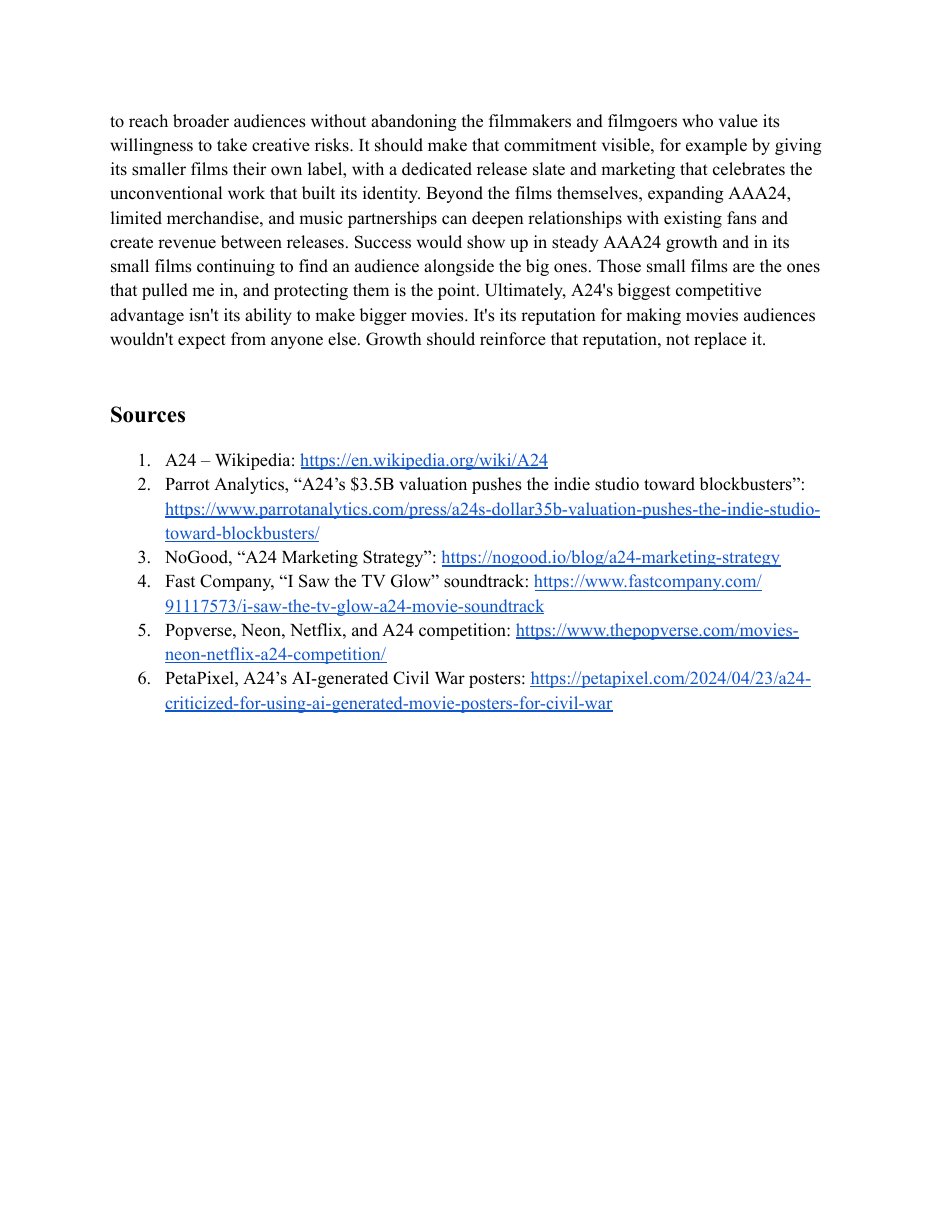 to reach broader audiences without abandoning the filmmakers and filmgoers who value its
willingness to take creative risks. It should make that commitment visible, for example by giving
its smaller films their own label, with a dedicated release slate and marketing that celebrates the
unconventional work that built its identity. Beyond the films themselves, expanding AAA24,
limited merchandise, and music partnerships can deepen relationships with existing fans and
create revenue between releases. Success would show up in steady AAA24 growth and in its
small films continuing to find an audience alongside the big ones. Those small films are the ones
that pulled me in, and protecting them is the point. Ultimately, A24's biggest competitive
advantage isn't its ability to make bigger movies. It's its reputation for making movies audiences
wouldn't expect from anyone else. Growth should reinforce that reputation, not replace it.
Sources
1. A24 – Wikipedia: https://en.wikipedia.org/wiki/A24
2. Parrot Analytics, “A24’s $3.5B valuation pushes the indie studio toward blockbusters”:
https://www.parrotanalytics.com/press/a24s-dollar35b-valuation-pushes-the-indie-studio-
toward-blockbusters/
3. NoGood, “A24 Marketing Strategy”: https://nogood.io/blog/a24-marketing-strategy
4. Fast Company, “I Saw the TV Glow” soundtrack: https://www.fastcompany.com/
91117573/i-saw-the-tv-glow-a24-movie-soundtrack
5. Popverse, Neon, Netflix, and A24 competition: https://www.thepopverse.com/movies-
neon-netflix-a24-competition/
6. PetaPixel, A24’s AI-generated Civil War posters: https://petapixel.com/2024/04/23/a24-
criticized-for-using-ai-generated-movie-posters-for-civil-war